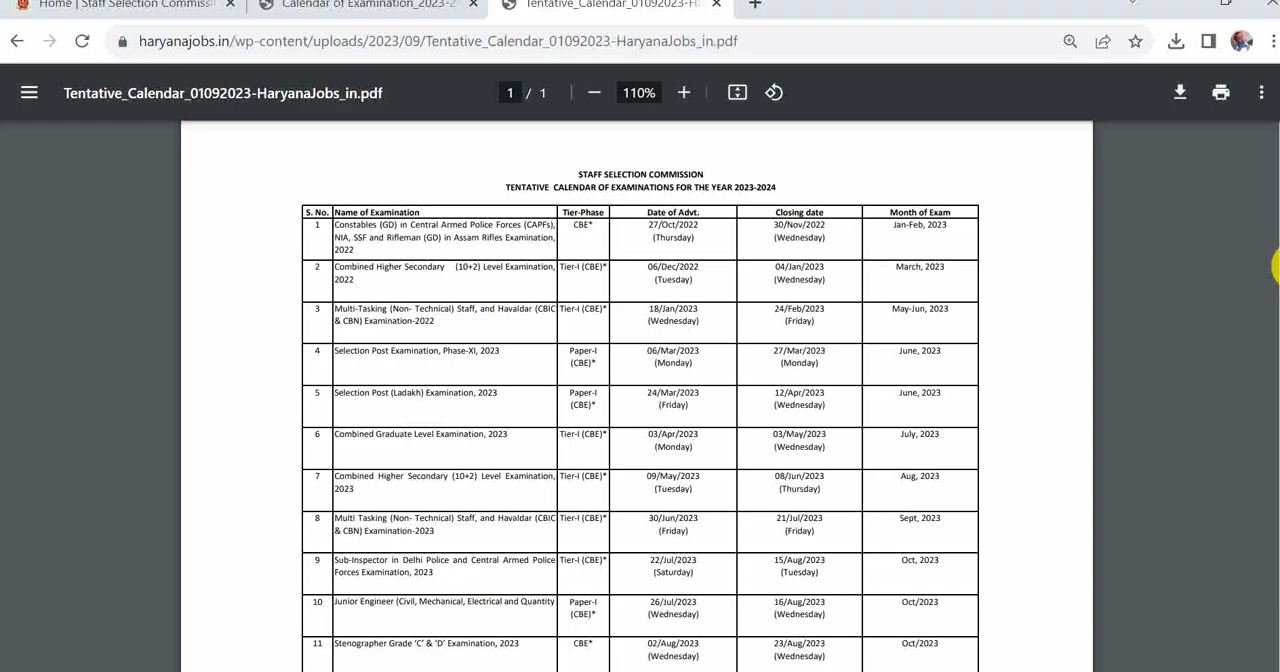 Home | Staff Selection Commiss
Calendar of Examination_2023-2
Tentative_Calendar_01092023-H
haryanajobs.in/wp-content/uploads/2023/09/Tentative_Calendar_01092023-HaryanaJobs_in.pdf
Tentative_Calendar_01092023-HaryanaJobs_in.pdf
1 / 1
110%
STAFF SELECTION COMMISSION
TENTATIVE CALENDAR OF EXAMINATIONS FOR THE YEAR 2023-2024
S. No. Name of Examination Tier-Phase Date of Advt. Closing date Month of Exam
1 Constables (GD) in Central Armed Police Forces (CAPFs), CBE* 27/Oct/2022 30/Nov/2022 Jan-Feb, 2023
NIA, SSF and Rifleman (GD) in Assam Rifles Examination, (Thursday) (Wednesday)
2022
2 Combined Higher Secondary (10+2) Level Examination, Tier-I (CBE)* 06/Dec/2022 04/Jan/2023 March, 2023
2022 (Tuesday) (Wednesday)
3 Multi-Tasking (Non- Technical) Staff, and Havaldar (CBIC Tier-I (CBE)* 18/Jan/2023 24/Feb/2023 May-Jun, 2023
& CBN) Examination-2022 (Wednesday) (Friday)
4 Selection Post Examination, Phase-XI, 2023 Paper-I 06/Mar/2023 27/Mar/2023 June, 2023
(CBE)* (Monday) (Monday)
5 Selection Post (Ladakh) Examination, 2023 Paper-I 24/Mar/2023 12/Apr/2023 June, 2023
(CBE)* (Friday) (Wednesday)
6 Combined Graduate Level Examination, 2023 Tier-I (CBE)* 03/Apr/2023 03/May/2023 July, 2023
(Monday) (Wednesday)
7 Combined Higher Secondary (10+2) Level Examination, Tier-I (CBE)* 09/May/2023 08/Jun/2023 Aug, 2023
2023 (Tuesday) (Thursday)
8 Multi Tasking (Non- Technical) Staff, and Havaldar (CBIC Tier-I (CBE)* 30/Jun/2023 21/Jul/2023 Sept, 2023
& CBN) Examination-2023 (Friday) (Friday)
9 Sub-Inspector in Delhi Police and Central Armed Police Tier-I (CBE)* 22/Jul/2023 15/Aug/2023 Oct, 2023
Forces Examination, 2023 (Saturday) (Tuesday)
10 Junior Engineer (Civil, Mechanical, Electrical and Quantity Paper-I 26/Jul/2023 16/Aug/2023 Oct/2023
(CBE)* (Wednesday) (Wednesday)
11 Stenographer Grade ‘C’ & ‘D’ Examination, 2023 CBE* 02/Aug/2023 23/Aug/2023 Oct/2023
(Wednesday) (Wednesday)